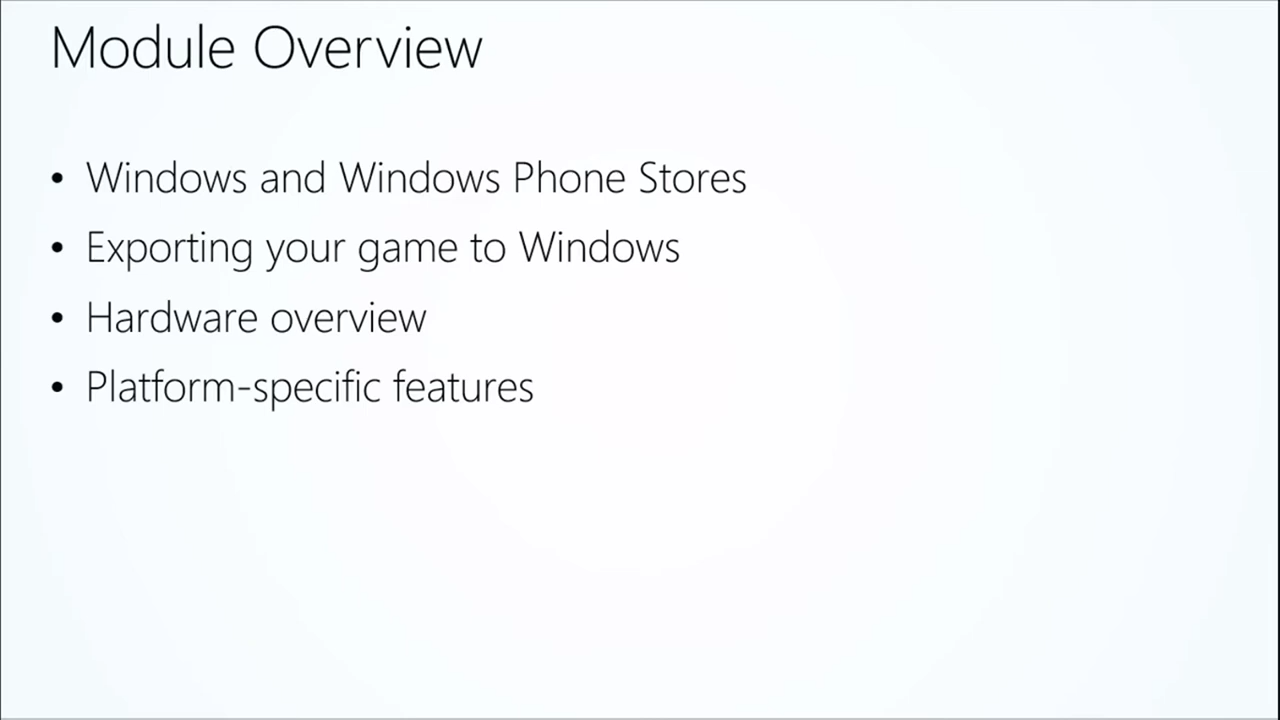 Module Overview
• Windows and Windows Phone Stores
• Exporting your game to Windows
• Hardware overview
• Platform-specific features